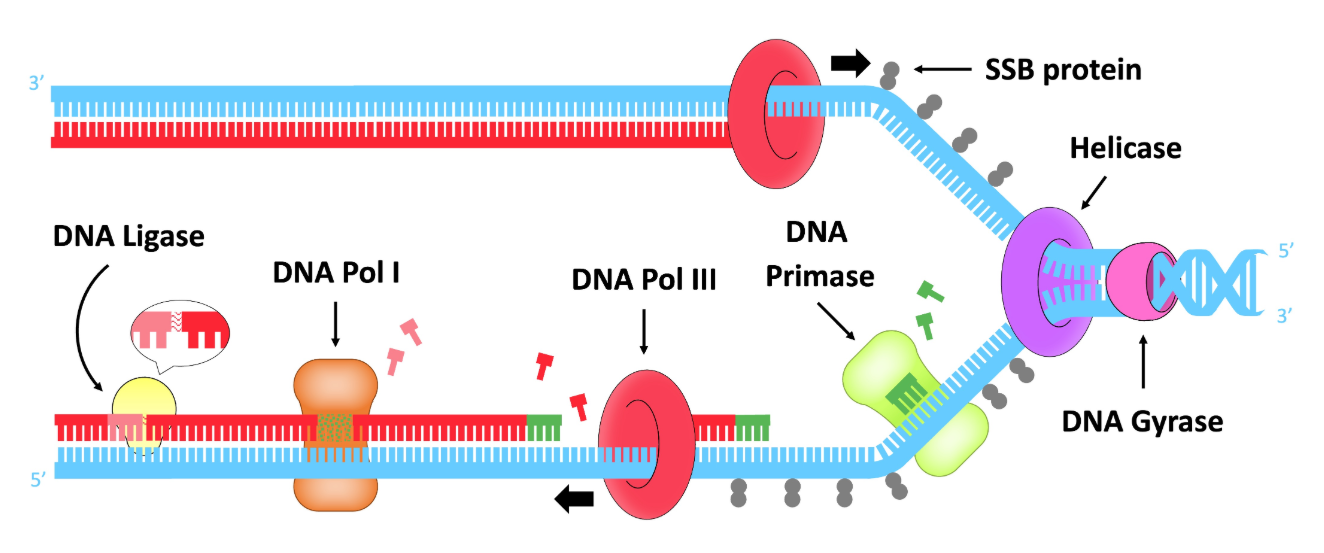 3’
SSB protein
Helicase
DNA Ligase
DNA Pol I
DNA Pol III
DNA
Primase
5’
3’
DNA Gyrase
5’